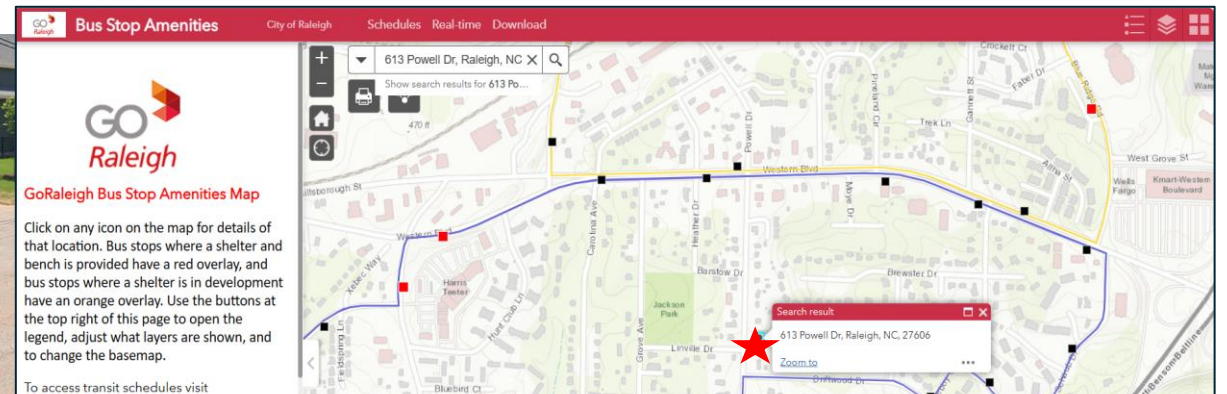 GO
Raleigh
Bus Stop Amenities
City of Raleigh
Schedules Real-time Download
GO
Raleigh
GoRaleigh Bus Stop Amenities Map
Click on any icon on the map for details of
that location. Bus stops where a shelter and
bench is provided have a red overlay, and
bus stops where a shelter is in development
have an orange overlay. Use the buttons at
the top right of this page to open the
legend, adjust what layers are shown, and
to change the basemap.
To access transit schedules visit
613 Powell Dr, Raleigh, NC
Show search results for 613 Po...
470 ft
Crockett Ct
Fabel Dr
Blue Ridge Rd
Pineland Cir
Gannett St
Trek Ln
Powell Dr
Western Blvd
Alma St
West Grove St
Wells
Fargo
Kmart-Western
Boulevard
Carolina Ave
Heather Dr
Moye Dr
Western Blvd
Xebec Way
Harris
Teeter
Hunt Club Ln
Barstow Dr
Brewster Dr
Jackson
Park
Grove Ave
Linville Dr
Fieldspring Ln
Bluebird Ct
Driftwood Dr
Search result
613 Powell Dr, Raleigh, NC, 27606
Zoom to